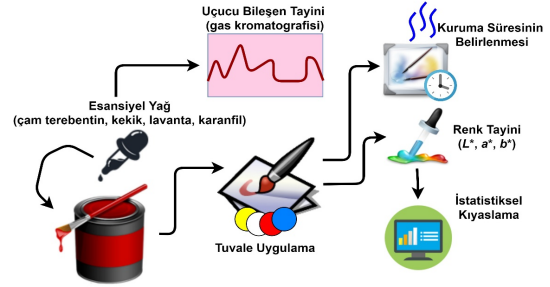 Uçucu Bileşen Tayini
(gas kromatografisi)
Kuruma Süresinin
Belirlenmesi
Esansiyel Yağ
(çam terebentin, kekik, lavanta, karanfil)
Renk Tayini
(L*, a*, b*)
Tuvale Uygulama
İstatistiksel
Kıyaslama